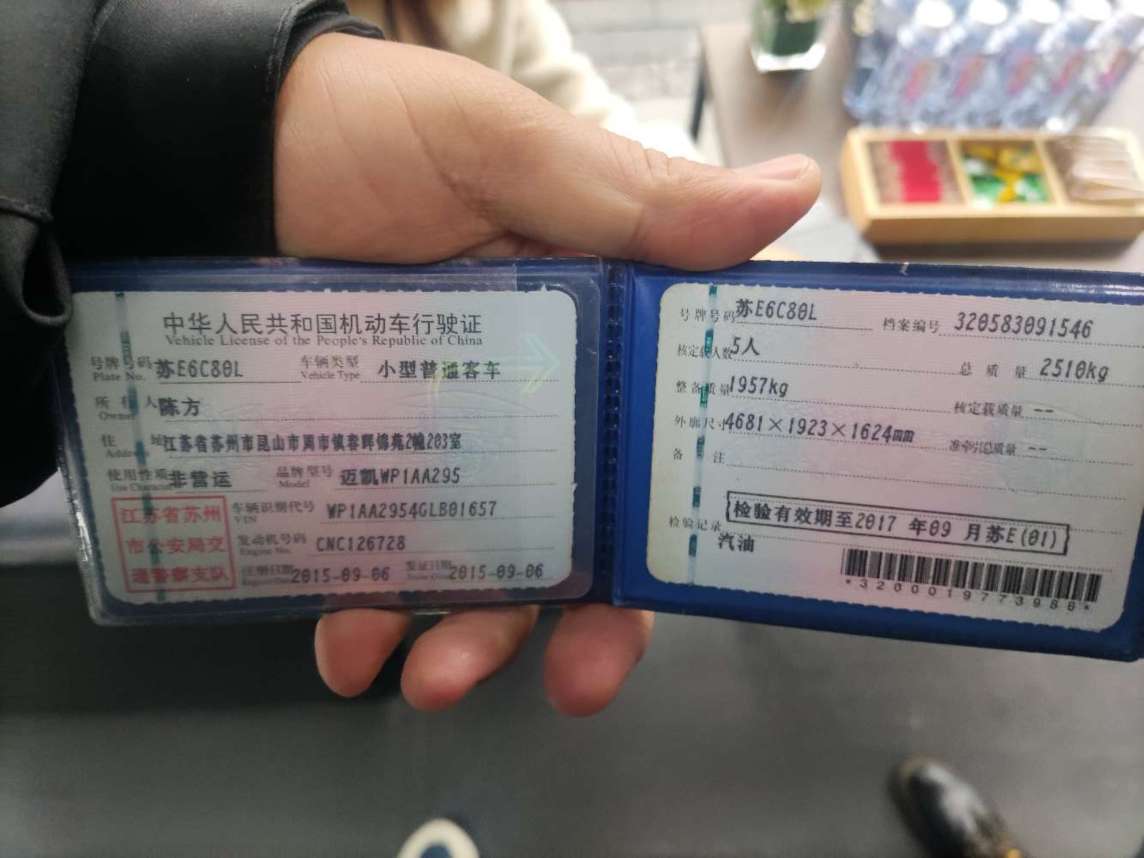 中华人民共和国机动车行驶证
Vehicle License of the People's Republic of China
号牌号码 苏E6C80L 车辆类型 小型普通客车
Plate No. Vehicle Type
所有人 陈方
Owner
住址 江苏省苏州市昆山市周市镇春晖锦苑2幢203室
Address
使用性质 非营运 品牌型号 迈凯WP1AA295
Use Character Model
江苏省苏州
市公安局交
通警察支队
车辆识别代号 WP1AA2954GLB01657
VIN
发动机号码 CNC126728
Engine No.
注册日期 2015-09-06 发证日期 2015-09-06
Register Date Issue Date
号牌号码 苏E6C80L 档案编号 320583091546
核定载人数 5人 总质量 2510kg
整备质量 1957kg 核定载质量 --
外廓尺寸 4681×1923×1624mm 准牵引总质量 --
备注
检验记录 检验有效期至2017 年09 月苏E(01)
汽油
*3200019773988*